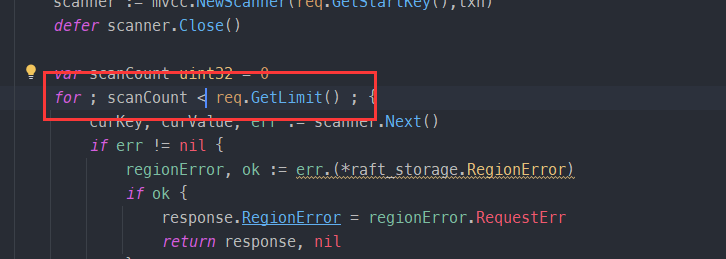 scanner := mvcc.NewScanner(req.GetStartKey(),txn)
defer scanner.Close()
var scanCount uint32 = 0
for ; scanCount < req.GetLimit() ; {
curKey, curValue, err := scanner.Next()
if err != nil {
regionError, ok := err.(*raft_storage.RegionError)
if ok {
response.RegionError = regionError.RequestErr
return response, nil